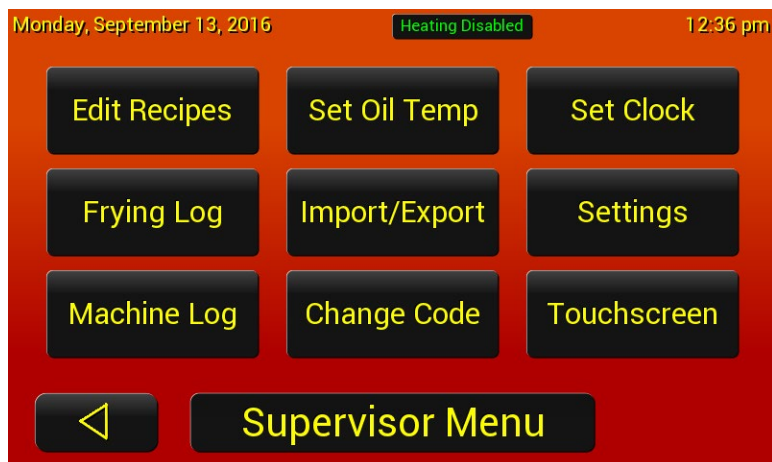 Monday, September 13, 2016 Heating Disabled 12:36 pm
Edit Recipes Set Oil Temp Set Clock
Frying Log Import/Export Settings
Machine Log Change Code Touchscreen
Supervisor Menu